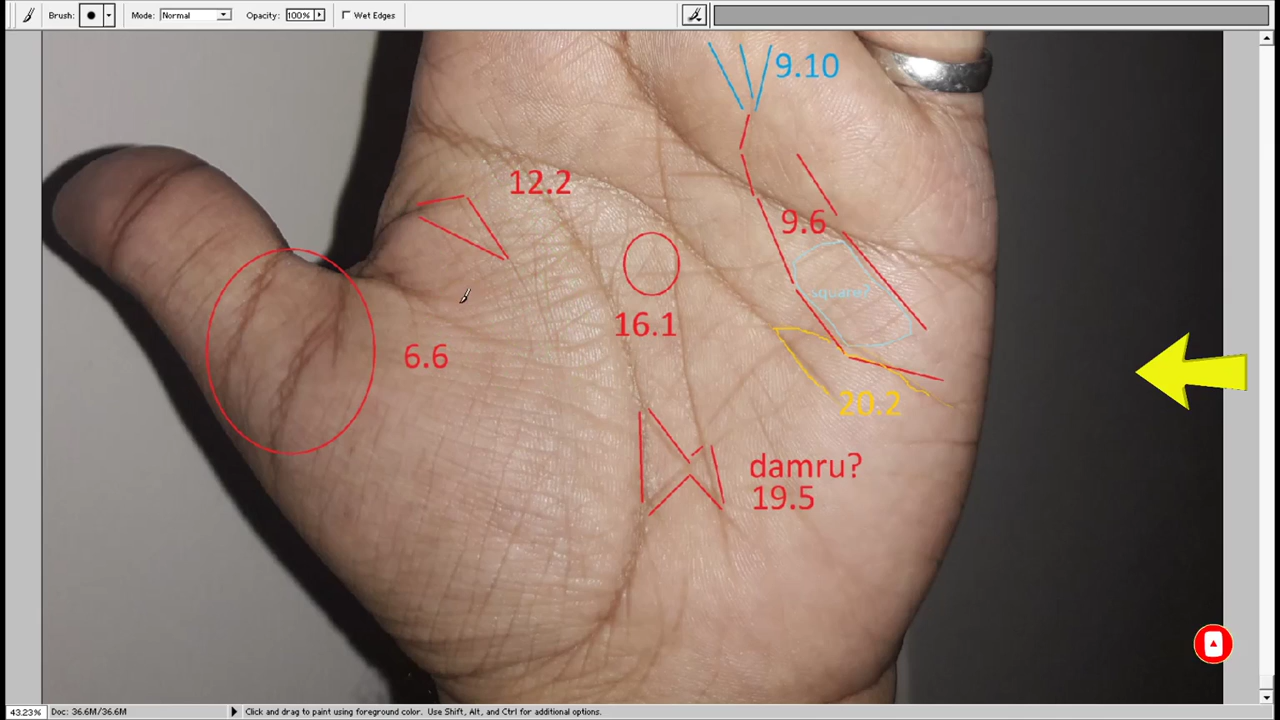 Brush:
Mode: Normal
Opacity: 100%
Wet Edges
9.10
12.2
9.6
square?
16.1
6.6
20.2
damru?
19.5
43.23%
Doc: 36.6M/36.6M
Click and drag to paint using foreground color. Use Shift, Alt, and Ctrl for additional options.